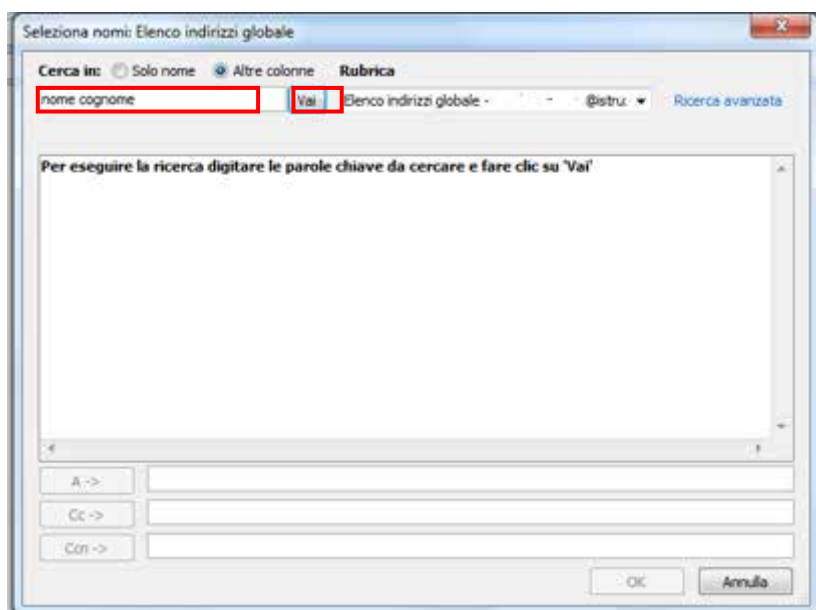 Seleziona nomi: Elenco indirizzi globale
Cerca in: Solo nome Altre colonne Rubrica
nome cognome Vai Elenco indirizzi globale - - @istru: Ricerca avanzata
Per eseguire la ricerca digitare le parole chiave da cercare e fare clic su 'Vai'
A ->
Cc ->
Ccn ->
OK Annulla